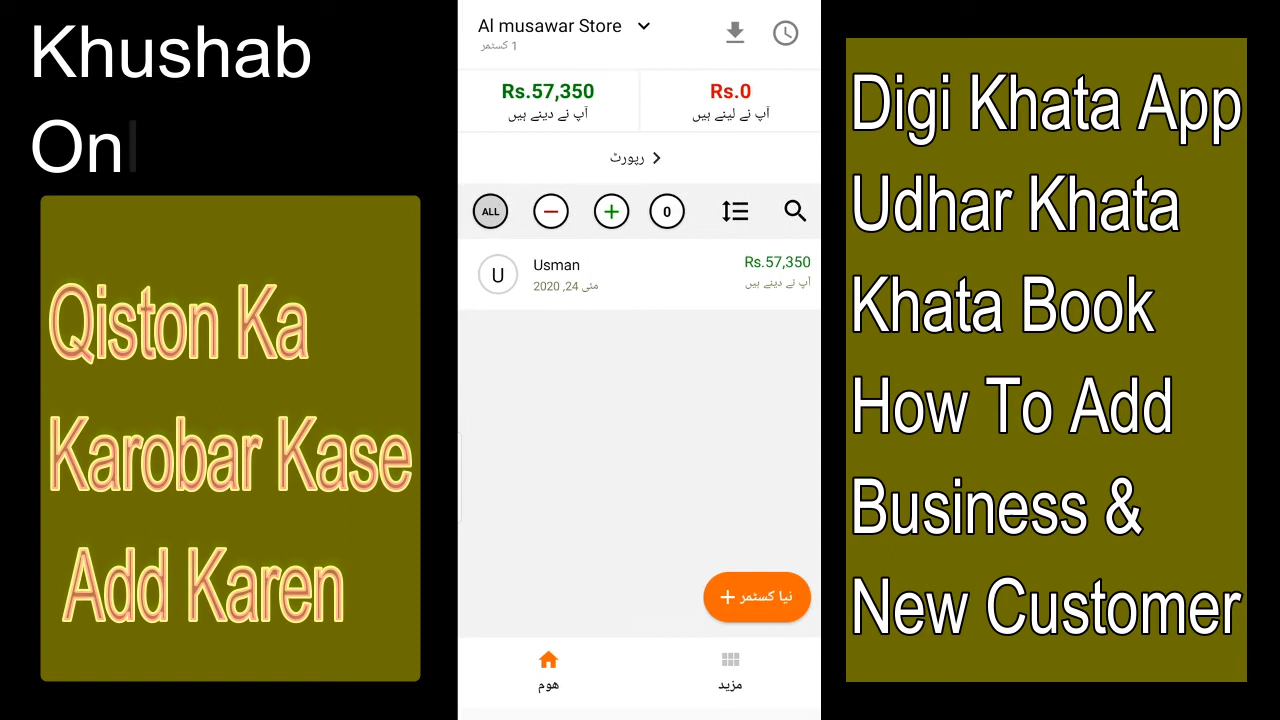 Khushab
On
Qiston Ka
Karobar Kase
Add Karen
Al musawar Store
1 کسٹمر
Rs.57,350
آپ نے دینے ہیں
Rs.0
آپ نے لینے ہیں
رپورٹ
ALL
0
Usman
مئی 24, 2020
Rs.57,350
آپ نے دینے ہیں
نیا کسٹمر
ہوم
مزید
Digi Khata App
Udhar Khata
Khata Book
How To Add
Business &
New Customer